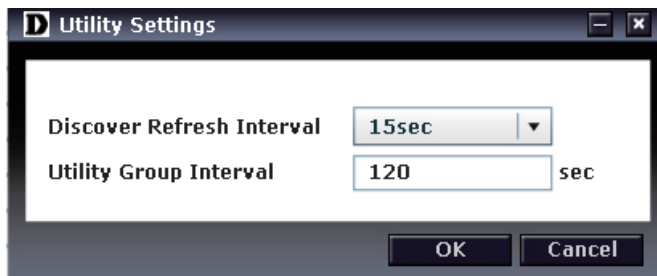 D Utility Settings
Discover Refresh Interval 15sec
Utility Group Interval 120 sec
OK Cancel